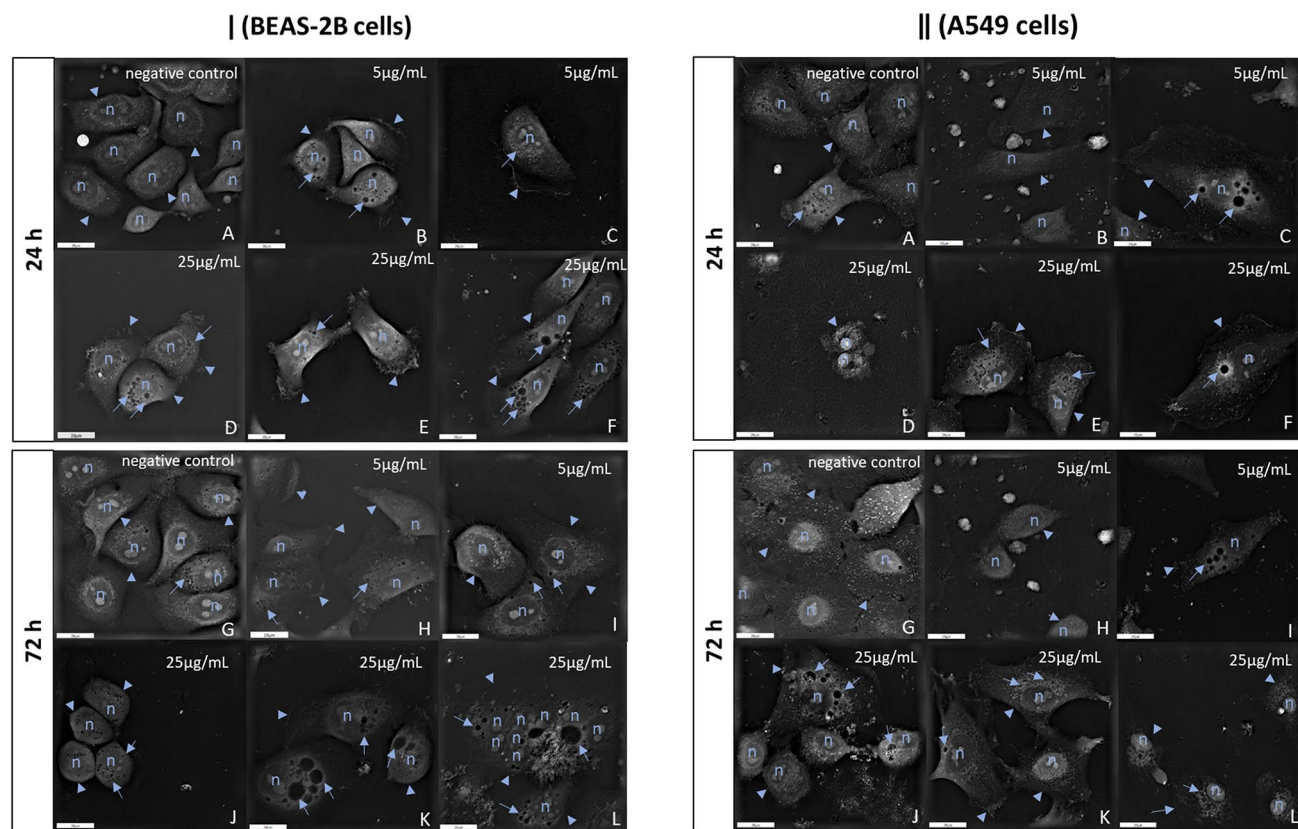 I (BEAS-2B cells)
II (A549 cells)
24 h
negative control
5µg/mL
5µg/mL
n n n n n n n n
A
n n n n
B
n
C
25µg/mL
25µg/mL
25µg/mL
n n n
D
n n
E
n n n n n
F
72 h
negative control
5µg/mL
5µg/mL
n n n n n n n n
G
n n n n
H
n n n
I
25µg/mL
25µg/mL
25µg/mL
n n n n
J
n n n
K
n n n n n n n n n n n
L
24 h
negative control
5µg/mL
5µg/mL
n n n n n n
A
n n n
B
n n
C
25µg/mL
25µg/mL
25µg/mL
D
n n
E
n
F
72 h
negative control
5µg/mL
5µg/mL
n n n n n
G
n n n
H
n
I
25µg/mL
25µg/mL
25µg/mL
n n n n n
J
n n n
K
n n n n
L